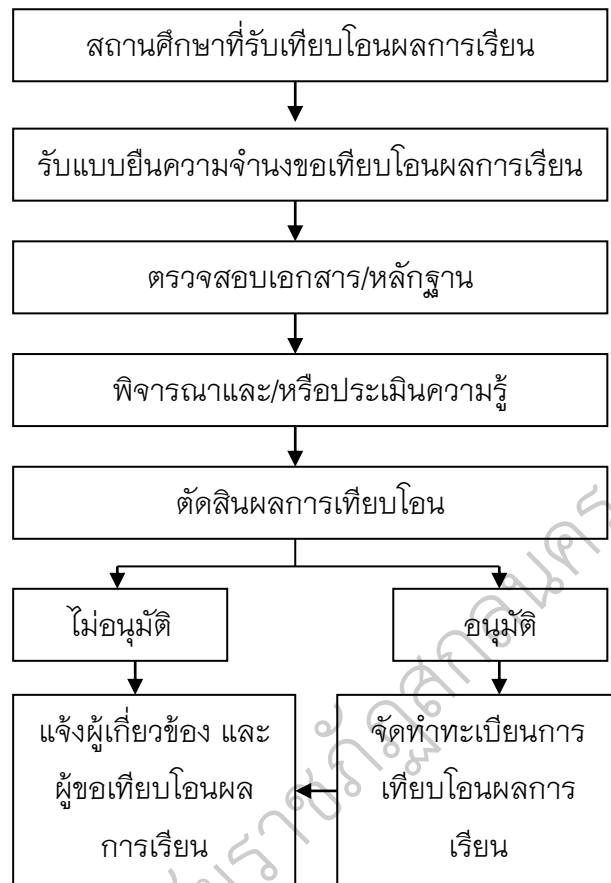 สถานศึกษาที่รับเทียบโอนผลการเรียน
รับแบบยืนความจำนงขอเทียบโอนผลการเรียน
ตรวจสอบเอกสาร/หลักฐาน
พิจารณาและ/หรือประเมินความรู้
ตัดสินผลการเทียบโอน
ไม่อนุมัติ
อนุมัติ
แจ้งผู้เกี่ยวข้อง และ
ผู้ขอเทียบโอนผล
การเรียน
จัดทำทะเบียนการ
เทียบโอนผลการ
เรียน